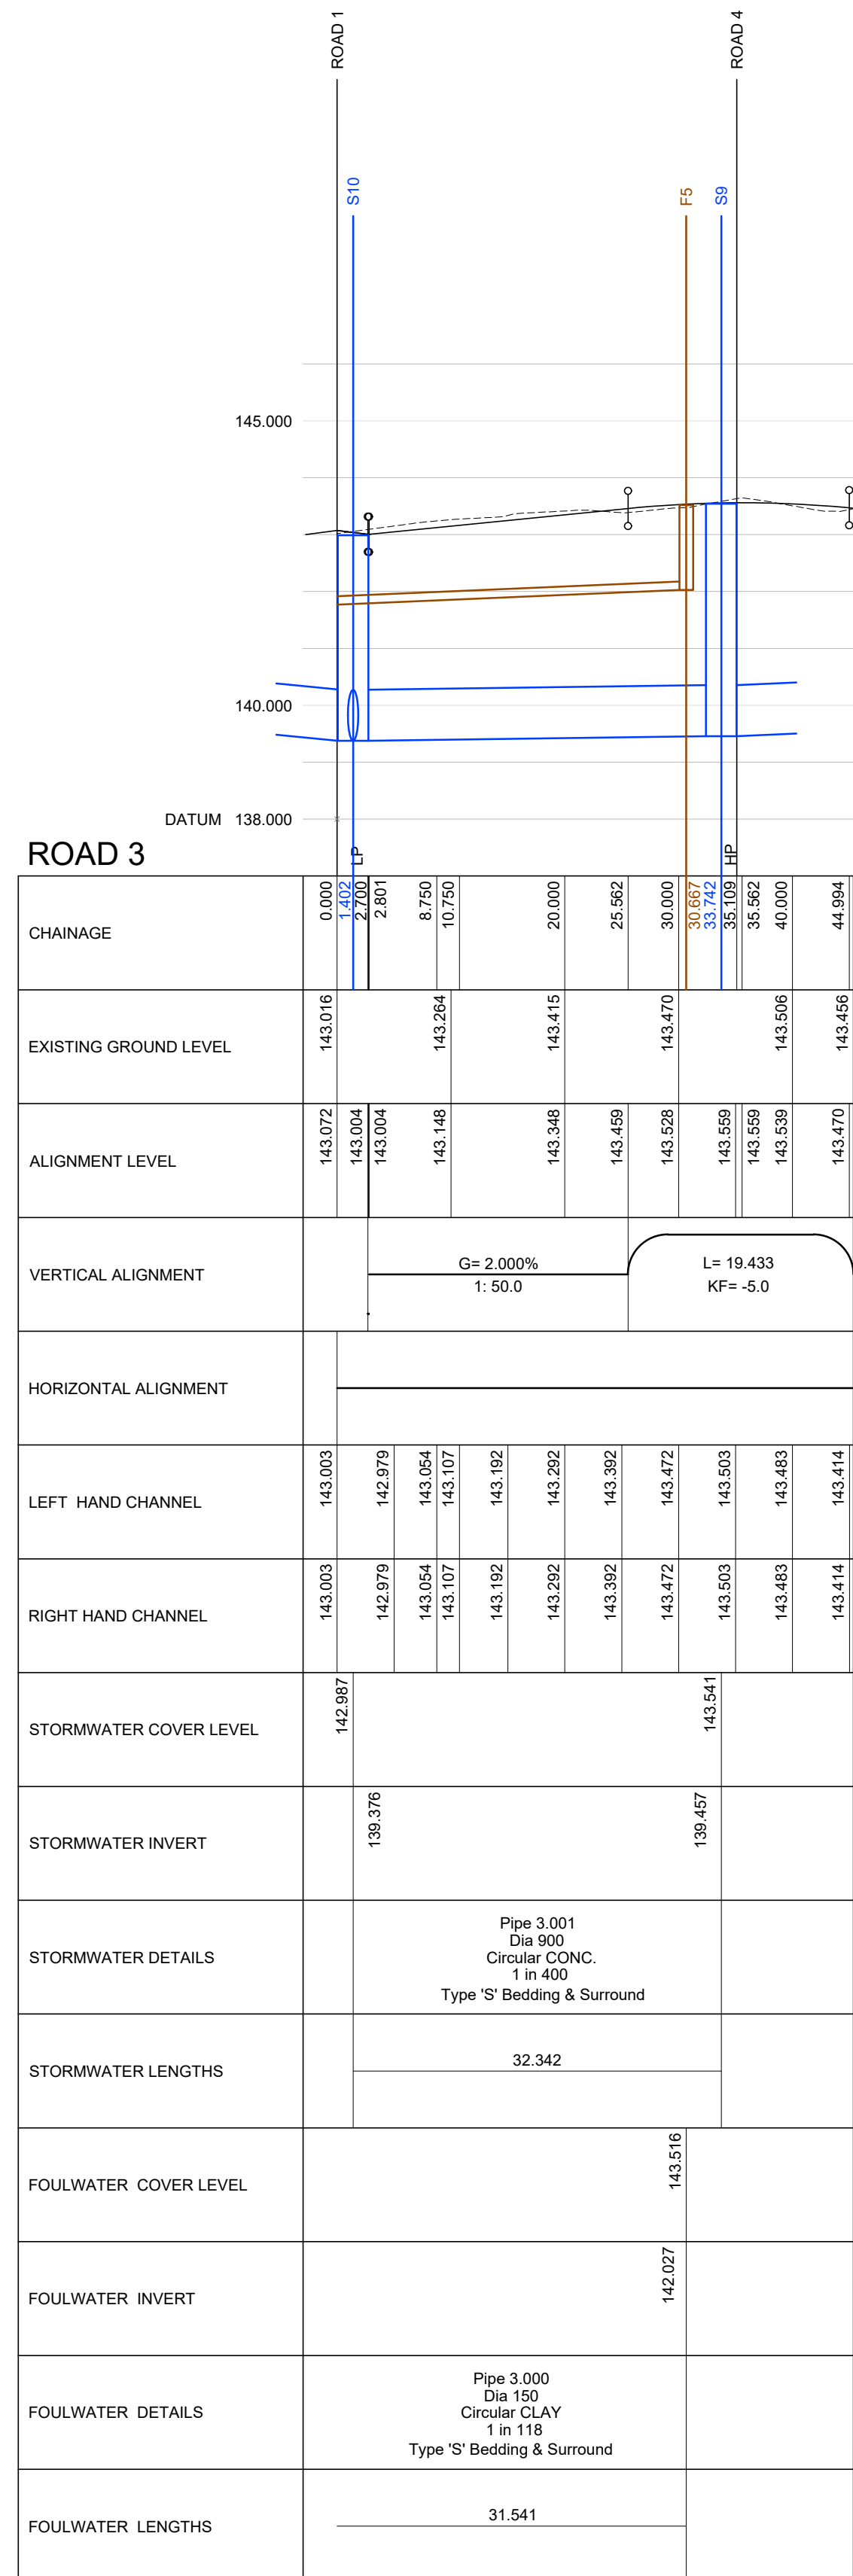 ROAD 1
ROAD 4
S10
F5
S9
145.000
140.000
DATUM 138.000
ROAD 3
LP
HP
CHAINAGE
0.000
1.402
2.700
2.801
8.750
10.750
20.000
25.562
30.000
30.667
33.742
35.109
35.562
40.000
44.994
EXISTING GROUND LEVEL
143.016
143.264
143.415
143.470
143.506
143.456
ALIGNMENT LEVEL
143.072
143.004
143.004
143.148
143.348
143.459
143.528
143.559
143.559
143.539
143.470
VERTICAL ALIGNMENT
G= 2.000%
1: 50.0
L= 19.433
KF= -5.0
HORIZONTAL ALIGNMENT
LEFT HAND CHANNEL
143.003
142.979
143.054
143.107
143.192
143.292
143.392
143.472
143.503
143.483
143.414
RIGHT HAND CHANNEL
143.003
142.979
143.054
143.107
143.192
143.292
143.392
143.472
143.503
143.483
143.414
STORMWATER COVER LEVEL
142.987
143.541
STORMWATER INVERT
139.376
139.457
STORMWATER DETAILS
Pipe 3.001
Dia 900
Circular CONC.
1 in 400
Type 'S' Bedding & Surround
STORMWATER LENGTHS
32.342
FOULWATER COVER LEVEL
143.516
FOULWATER INVERT
142.027
FOULWATER DETAILS
Pipe 3.000
Dia 150
Circular CLAY
1 in 118
Type 'S' Bedding & Surround
FOULWATER LENGTHS
31.541